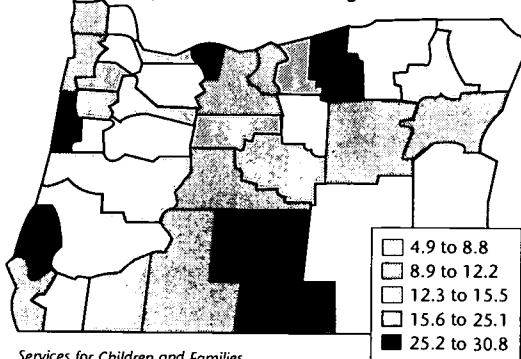 4.9 to 8.8
8.9 to 12.2
12.3 to 15.5
15.6 to 25.1
25.2 to 30.8
Services for Children and Families